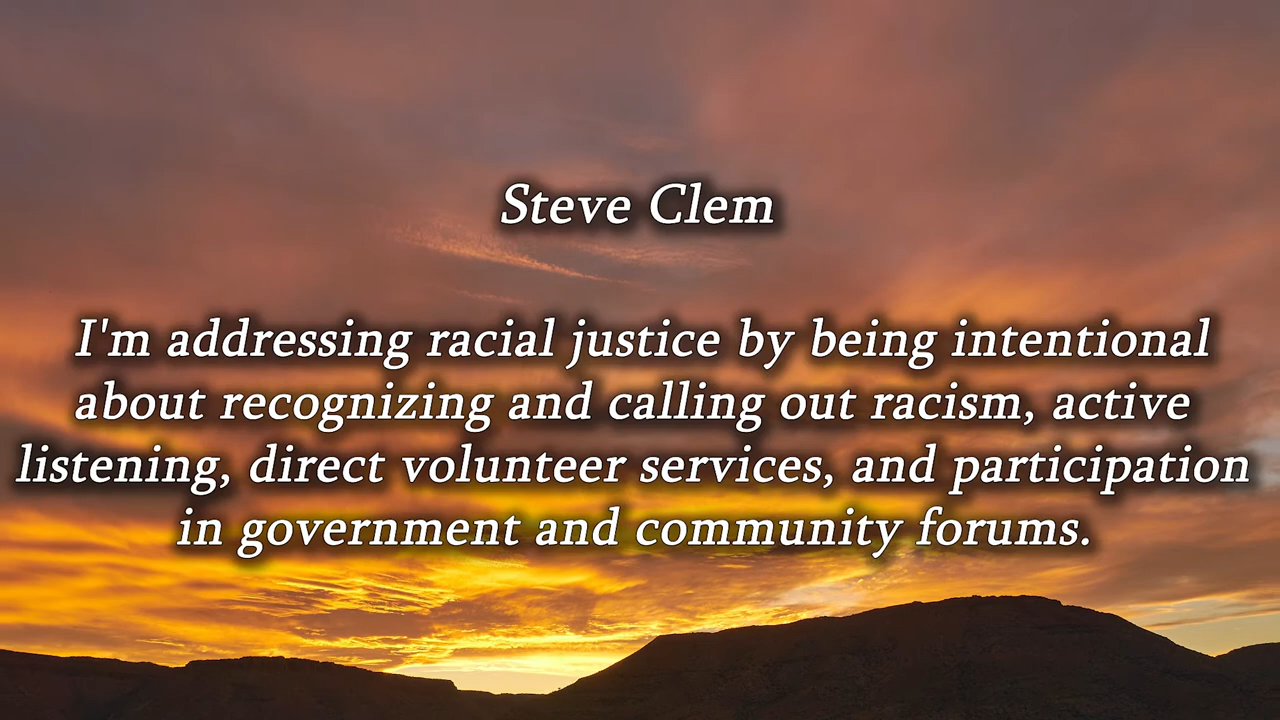 Steve Clem
I'm addressing racial justice by being intentional
about recognizing and calling out racism, active
listening, direct volunteer services, and participation
in government and community forums.